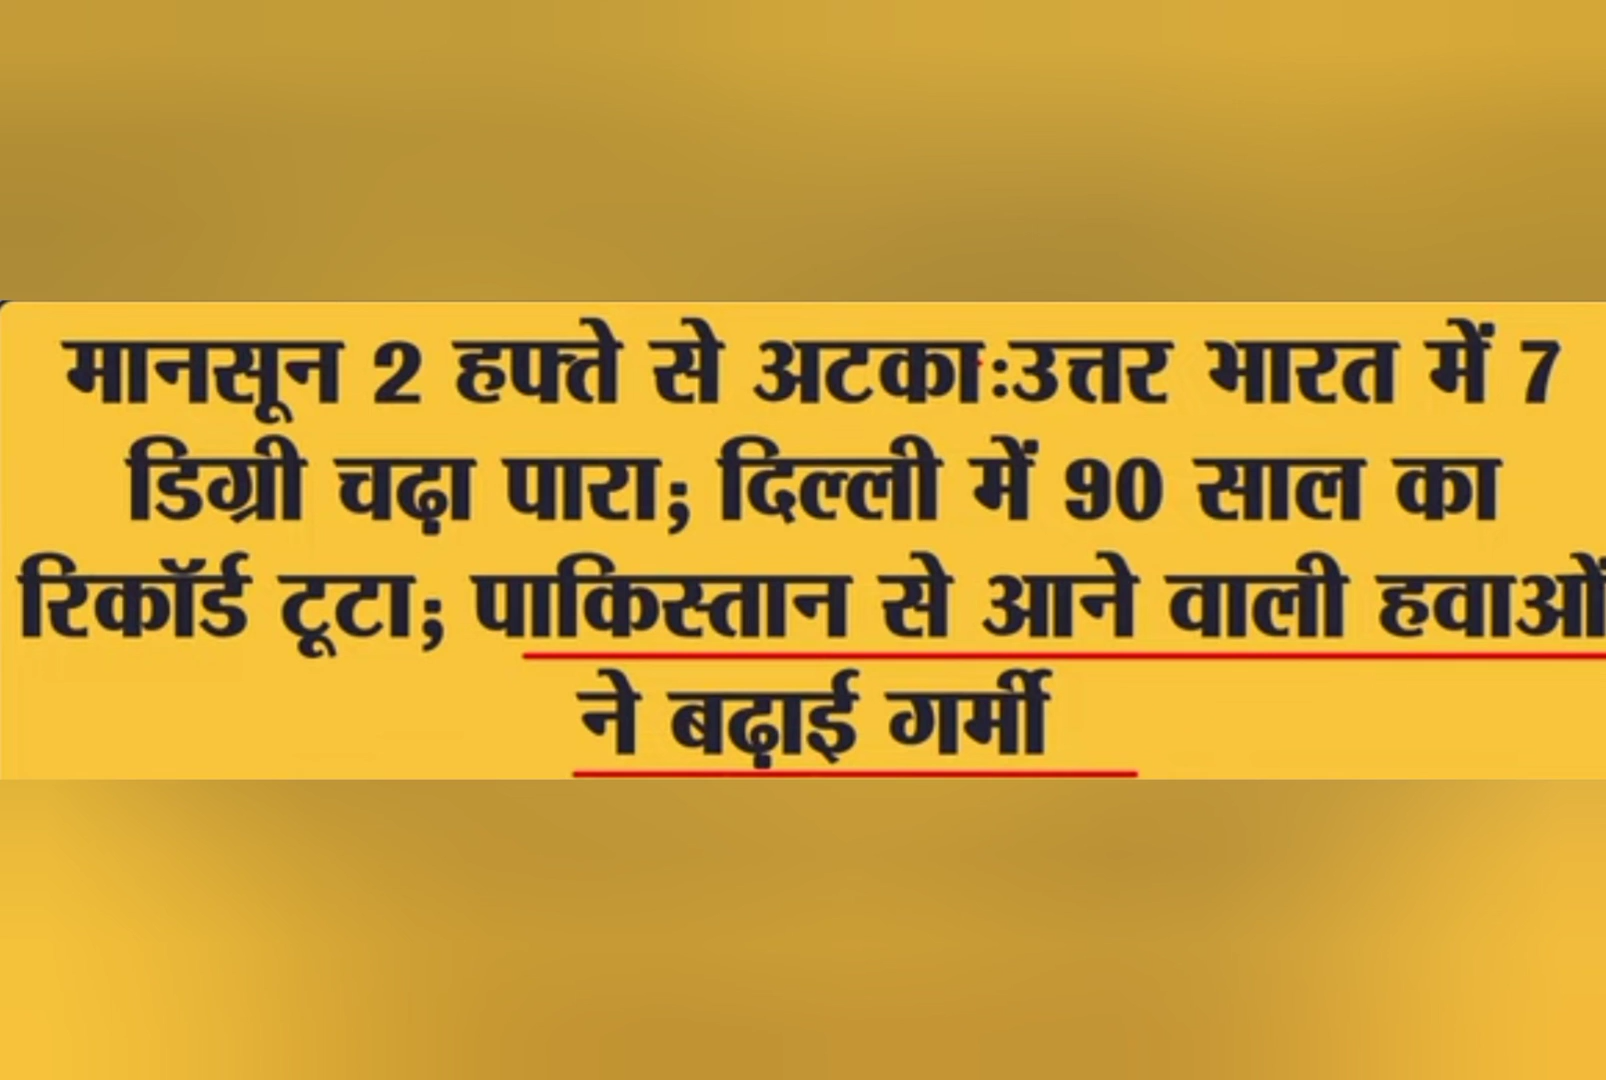 मानसून 2 हफ्ते से अटका:उत्तर भारत में 7
डिग्री चढ़ा पारा; दिल्ली में 90 साल का
रिकॉर्ड टूटा; पाकिस्तान से आने वाली हवाओं
ने बढ़ाई गर्मी